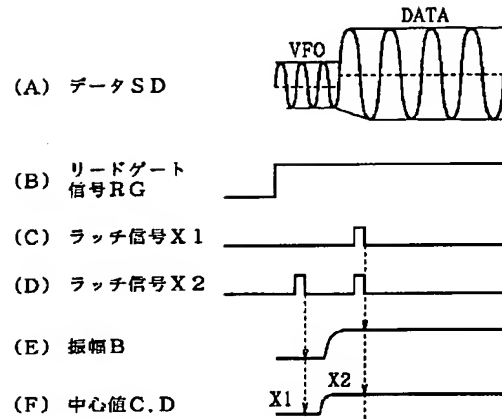 DATA
VFO
(A) データSD
(B) リードゲート
信号RG
(C) ラッチ信号X1
(D) ラッチ信号X2
(E) 振幅B
X1 X2
(F) 中心値C.D